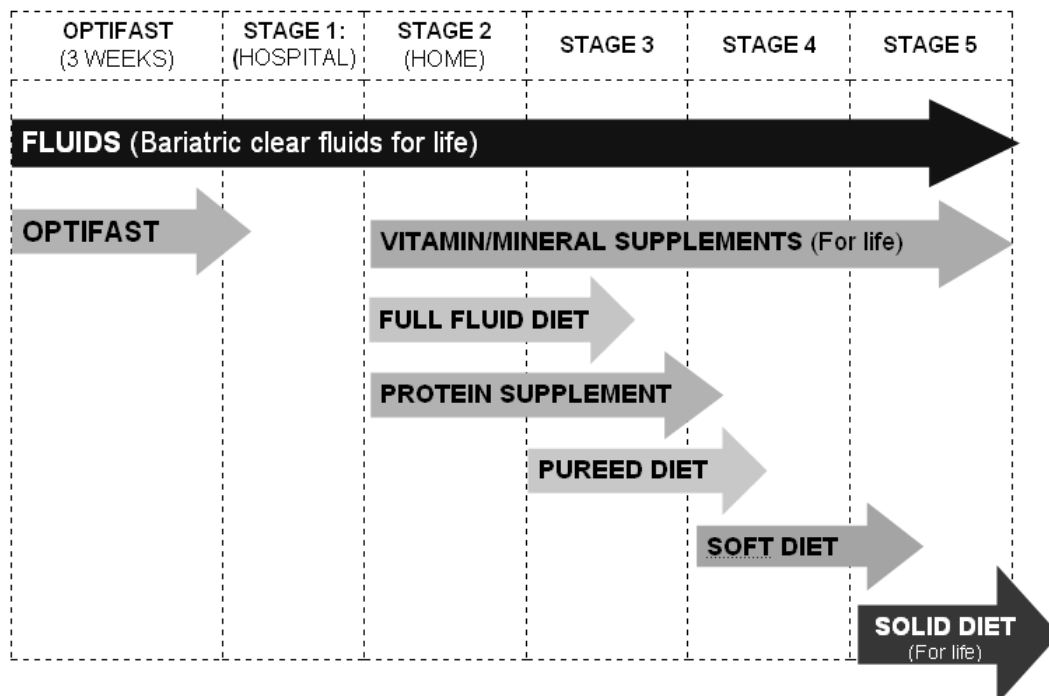 OPTIFAST
(3 WEEKS)
STAGE 1:
(HOSPITAL)
STAGE 2
(HOME)
STAGE 3
STAGE 4
STAGE 5
FLUIDS (Bariatric clear fluids for life)
OPTIFAST
VITAMIN/MINERAL SUPPLEMENTS (For life)
FULL FLUID DIET
PROTEIN SUPPLEMENT
PUREED DIET
SOFT DIET
SOLID DIET
(For life)